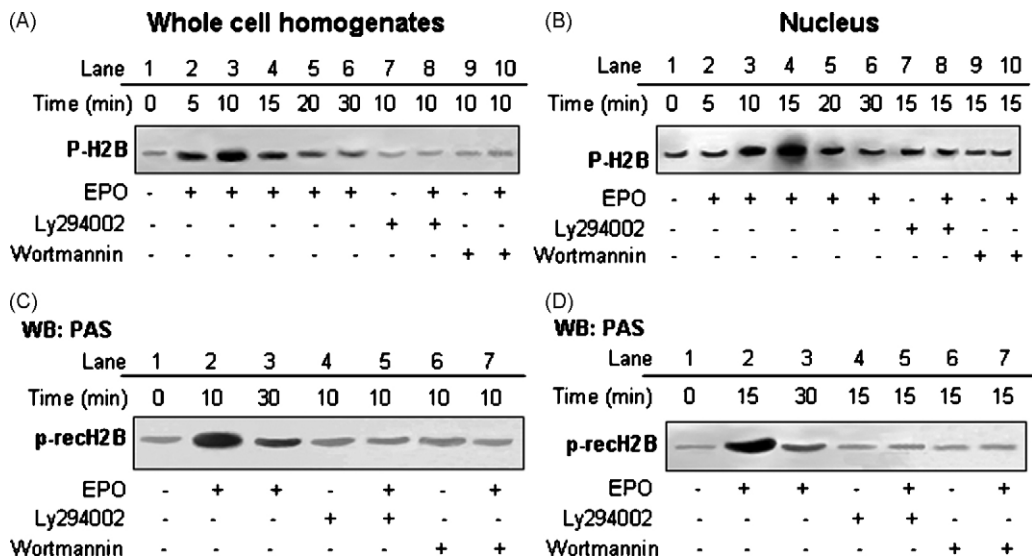 (A) Whole cell homogenates
Lane 1 2 3 4 5 6 7 8 9 10
Time (min) 0 5 10 15 20 30 10 10 10 10
P-H2B
EPO - + + + + + - + - +
Ly294002 - - - - - - + + - -
Wortmannin - - - - - - - - + +
(B) Nucleus
Lane 1 2 3 4 5 6 7 8 9 10
Time (min) 0 5 10 15 20 30 15 15 15 15
P-H2B
EPO - + + + + + - + - +
Ly294002 - - - - - - + + - -
Wortmannin - - - - - - - - + +
(C)
WB: PAS
Lane 1 2 3 4 5 6 7
Time (min) 0 10 30 10 10 10 10
p-recH2B
EPO - + + - + - +
Ly294002 - - - + + - -
Wortmannin - - - - - + +
(D)
WB: PAS
Lane 1 2 3 4 5 6 7
Time (min) 0 15 30 15 15 15 15
p-recH2B
EPO - + + - + - +
Ly294002 - - - + + - -
Wortmannin - - - - - + +